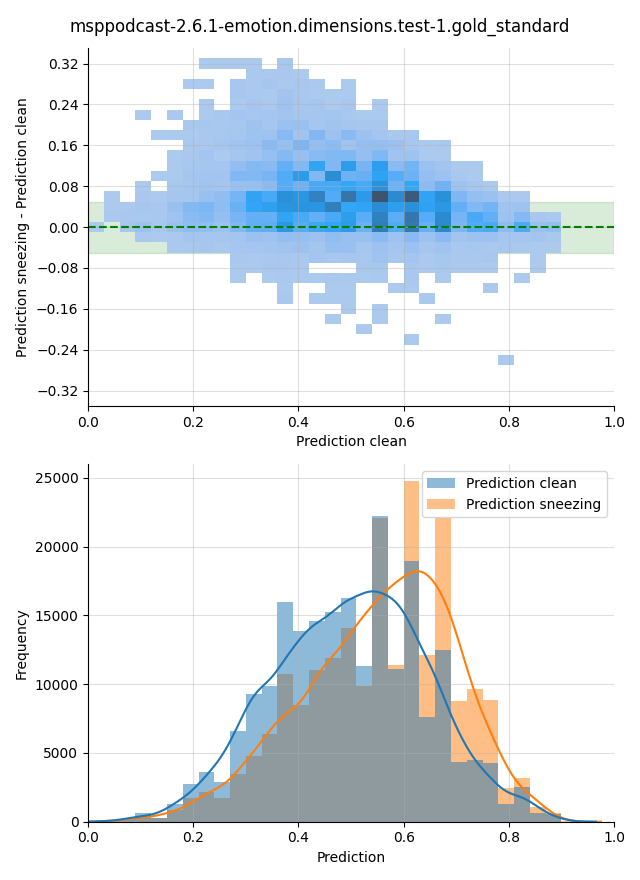 msppodcast-2.6.1-emotion.dimensions.test-1.gold_standard
Prediction sneezing - Prediction clean
0.32
0.24
0.16
0.08
0.00
−0.08
−0.16
−0.24
−0.32
0.0 0.2 0.4 0.6 0.8 1.0
Prediction clean
Frequency
25000
20000
15000
10000
5000
0
Prediction clean
Prediction sneezing
0.0 0.2 0.4 0.6 0.8 1.0
Prediction